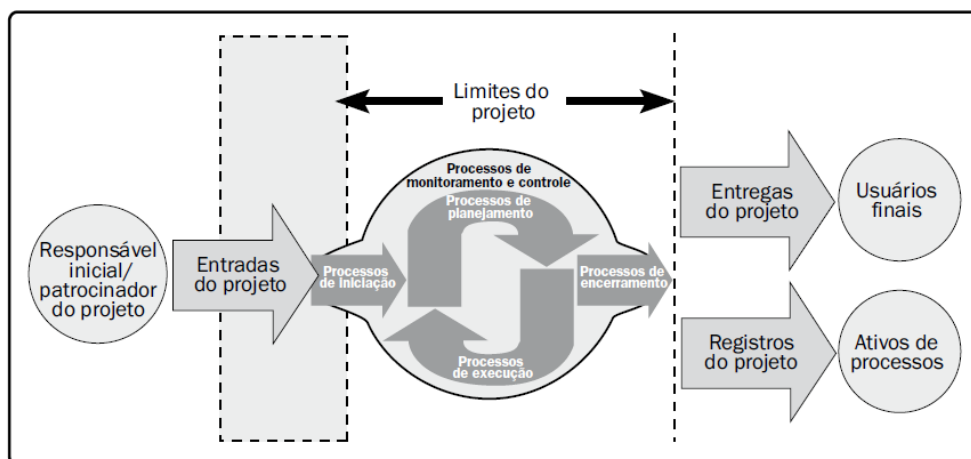 Limites do
projeto
Processos de
monitoramento e controle
Processos de
planejamento
Responsável
inicial/
patrocinador
do projeto
Entradas
do projeto
Processos
de iniciação
Processos de
encerramento
Processos
de execução
Entregas
do projeto
Usuários
finais
Registros
do projeto
Ativos de
processos